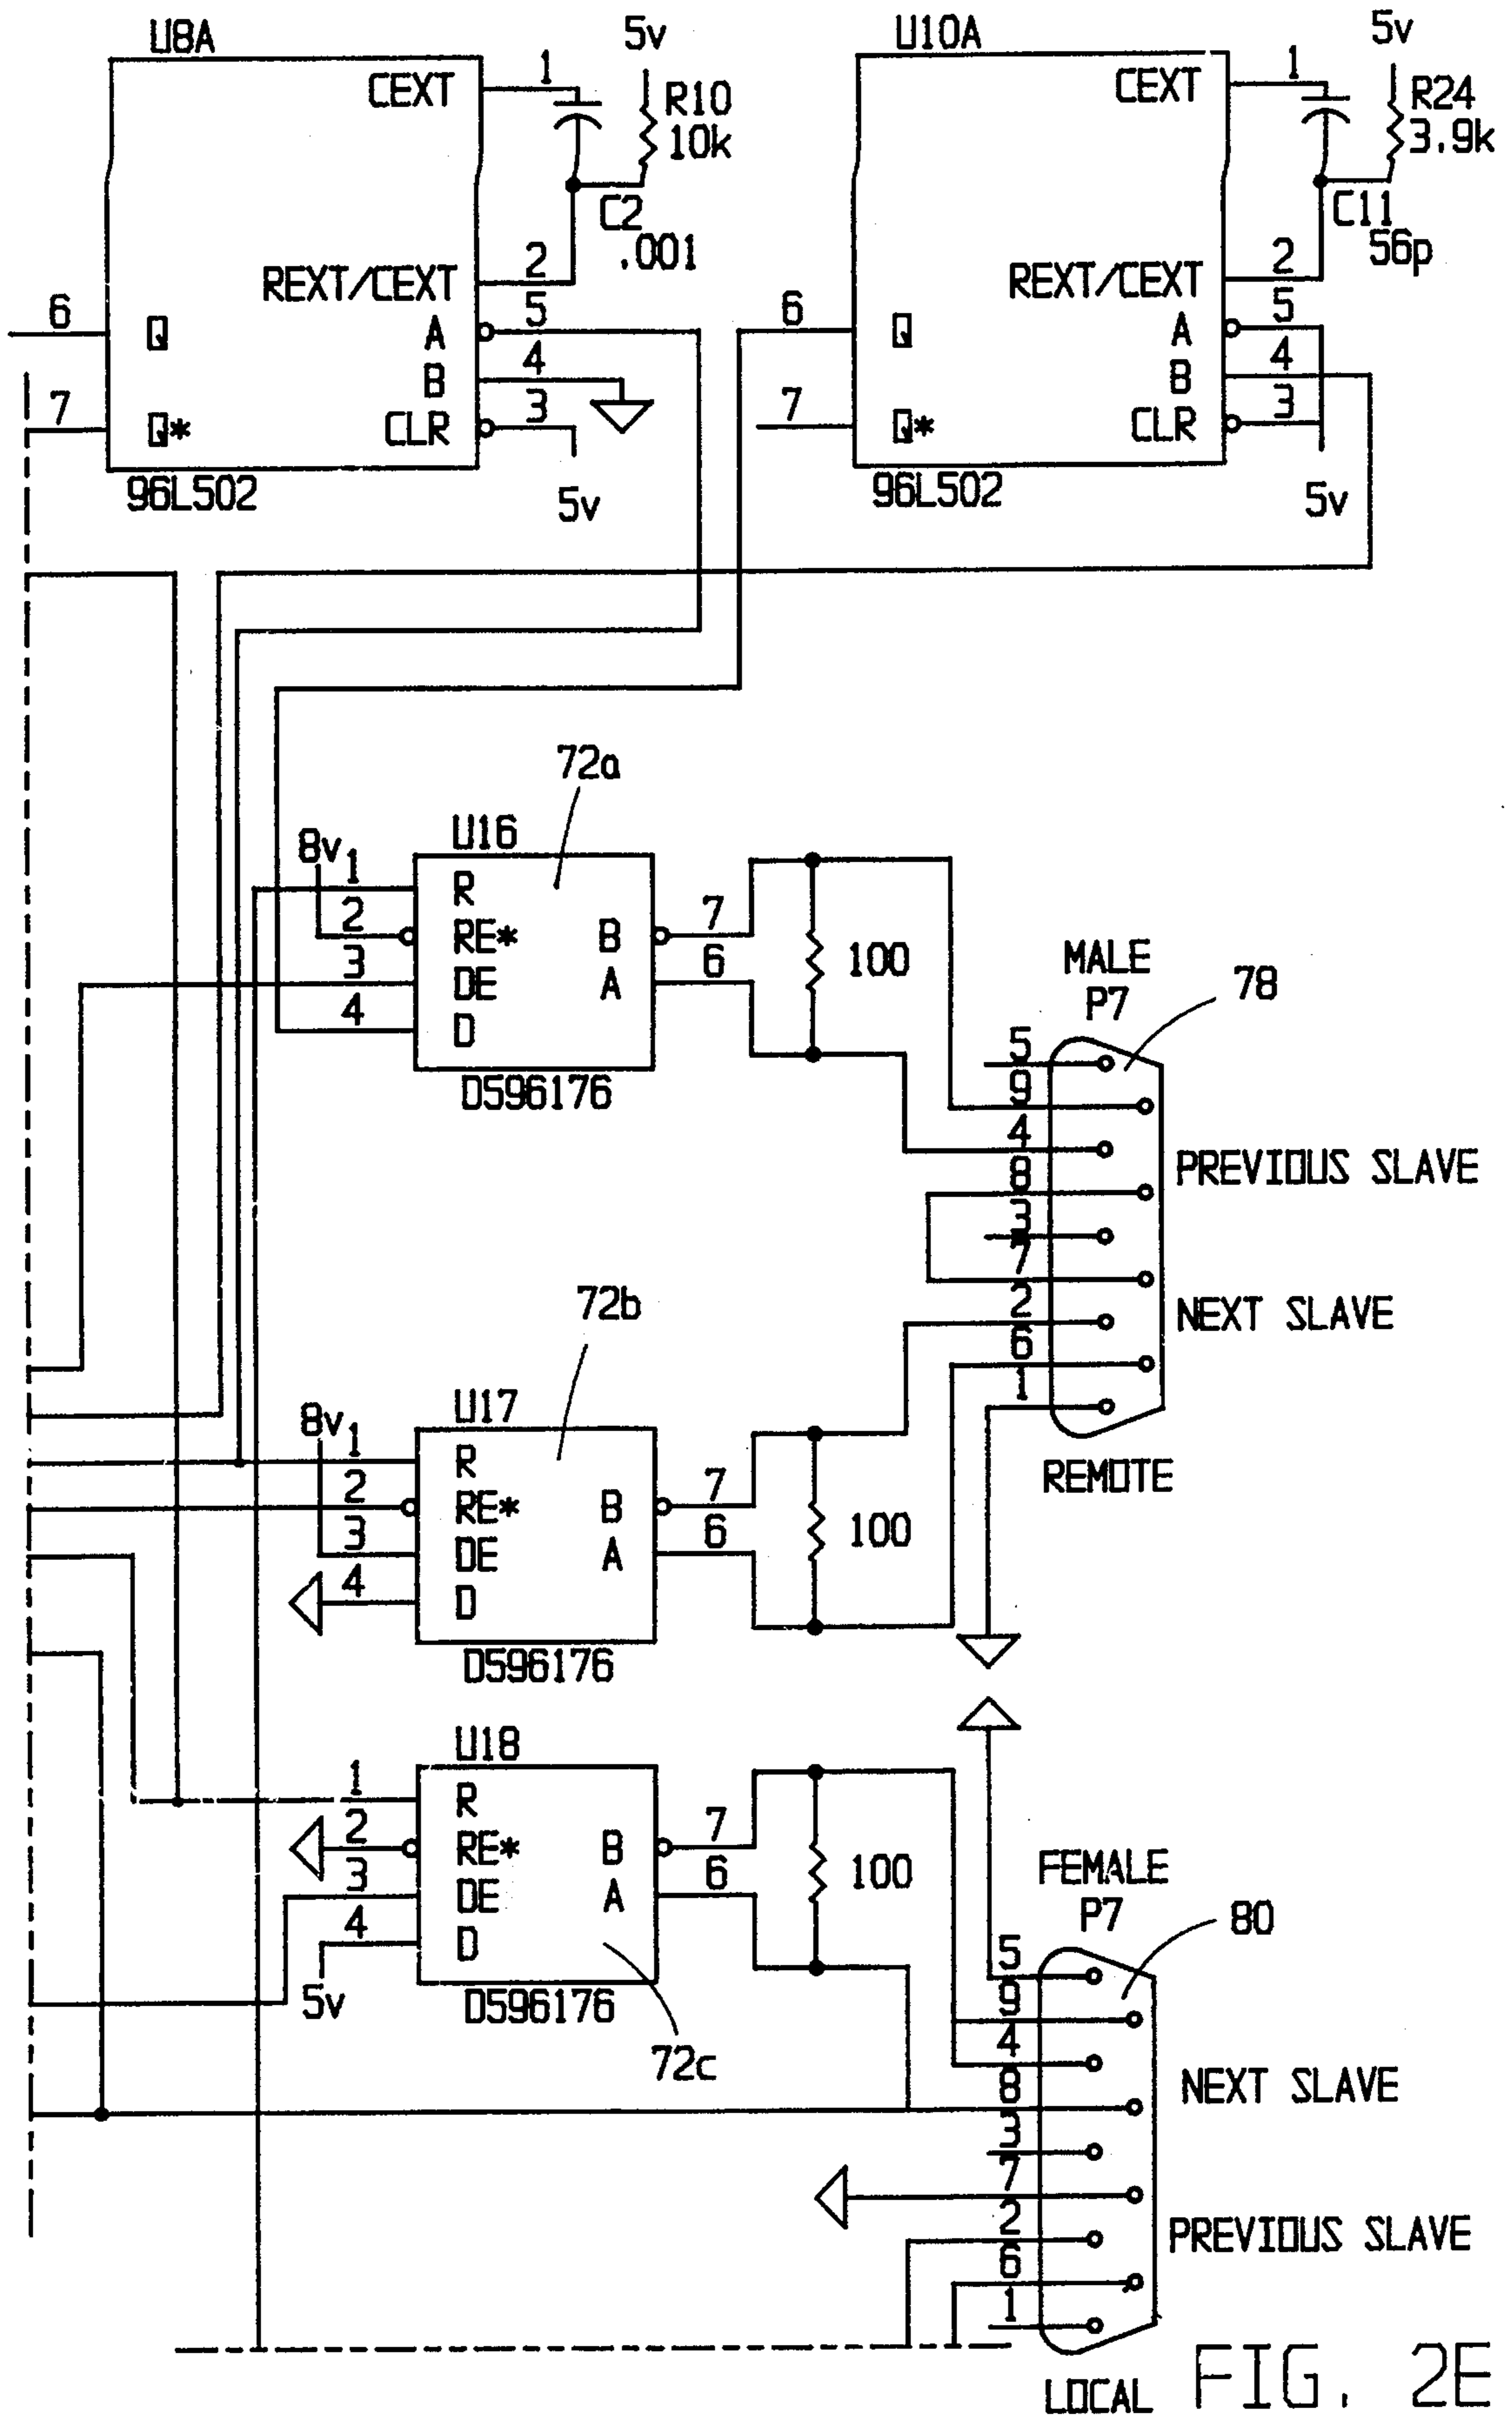 U8A
5v
CEXT
1
R10
10k
C2
.001
REXT/CEXT
2
6
Q
A
5
B
4
7
Q*
CLR
3
96L502
5v
U10A
5v
CEXT
1
R24
3.9k
C11
56p
REXT/CEXT
2
6
Q
A
5
B
4
7
Q*
CLR
3
96L502
5v
72a
U16
8v
1
R
2
RE*
B
7
3
DE
A
6
4
D
100
D596176
MALE
P7
78
5
9
4
8
3
7
2
6
1
PREVIOUS SLAVE
NEXT SLAVE
REMOTE
72b
U17
8v
1
R
2
RE*
B
7
3
DE
A
6
4
D
100
D596176
U18
1
R
2
RE*
B
7
3
DE
A
6
4
D
5v
100
D596176
72c
FEMALE
P7
80
5
9
4
8
3
7
2
6
1
NEXT SLAVE
PREVIOUS SLAVE
LOCAL
FIG. 2E